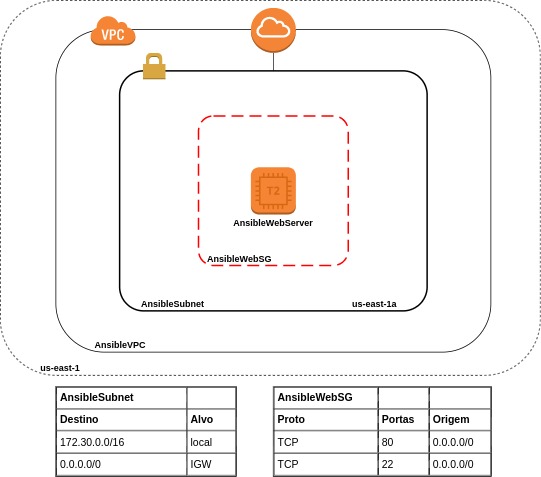 VPC
T2
AnsibleWebServer
AnsibleWebSG
AnsibleSubnet us-east-1a
AnsibleVPC
us-east-1
AnsibleSubnet
Destino Alvo
172.30.0.0/16 local
0.0.0.0/0 IGW
AnsibleWebSG
Proto Portas Origem
TCP 80 0.0.0.0/0
TCP 22 0.0.0.0/0